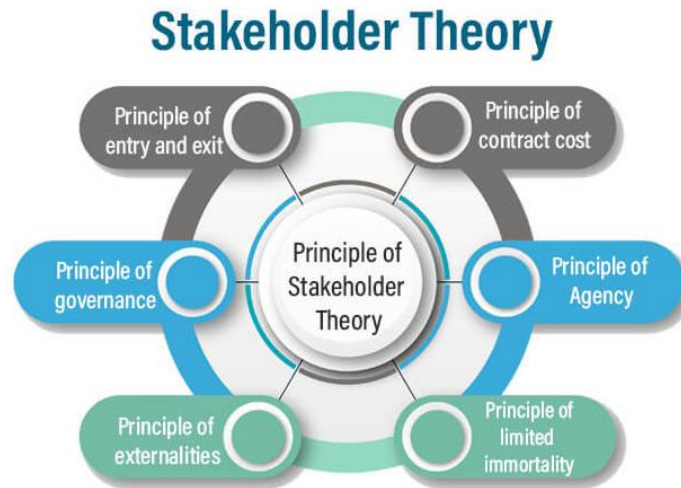 Stakeholder Theory
Principle of
entry and exit
Principle of
contract cost
Principle of
governance
Principle of
Stakeholder
Theory
Principle of
Agency
Principle of
externalities
Principle of
limited
immortality